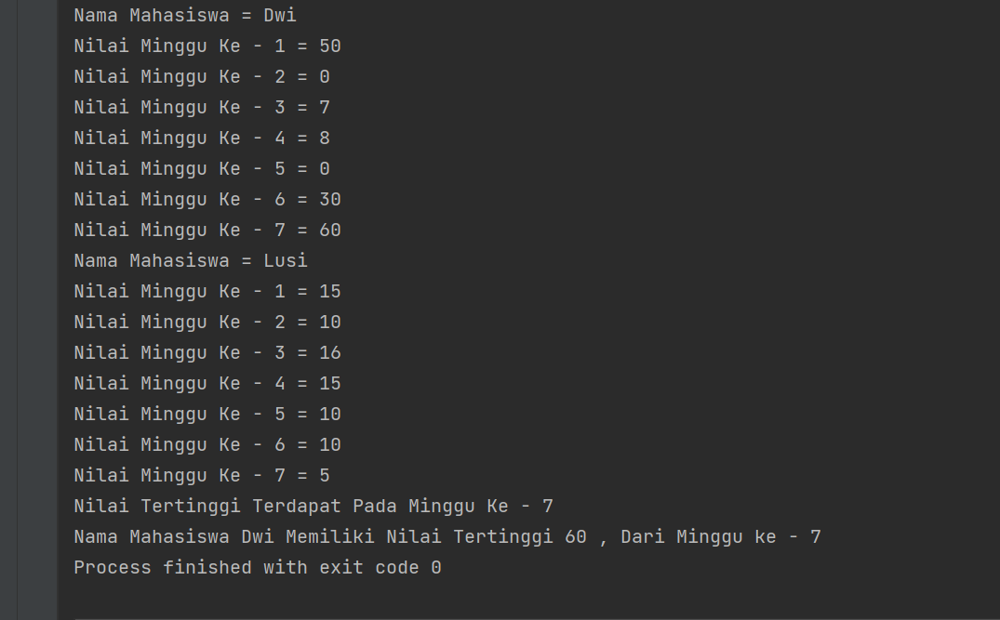 Nama Mahasiswa = Dwi
Nilai Minggu Ke - 1 = 50
Nilai Minggu Ke - 2 = 0
Nilai Minggu Ke - 3 = 7
Nilai Minggu Ke - 4 = 8
Nilai Minggu Ke - 5 = 0
Nilai Minggu Ke - 6 = 30
Nilai Minggu Ke - 7 = 60
Nama Mahasiswa = Lusi
Nilai Minggu Ke - 1 = 15
Nilai Minggu Ke - 2 = 10
Nilai Minggu Ke - 3 = 16
Nilai Minggu Ke - 4 = 15
Nilai Minggu Ke - 5 = 10
Nilai Minggu Ke - 6 = 10
Nilai Minggu Ke - 7 = 5
Nilai Tertinggi Terdapat Pada Minggu Ke - 7
Nama Mahasiswa Dwi Memiliki Nilai Tertinggi 60 , Dari Minggu ke - 7
Process finished with exit code 0